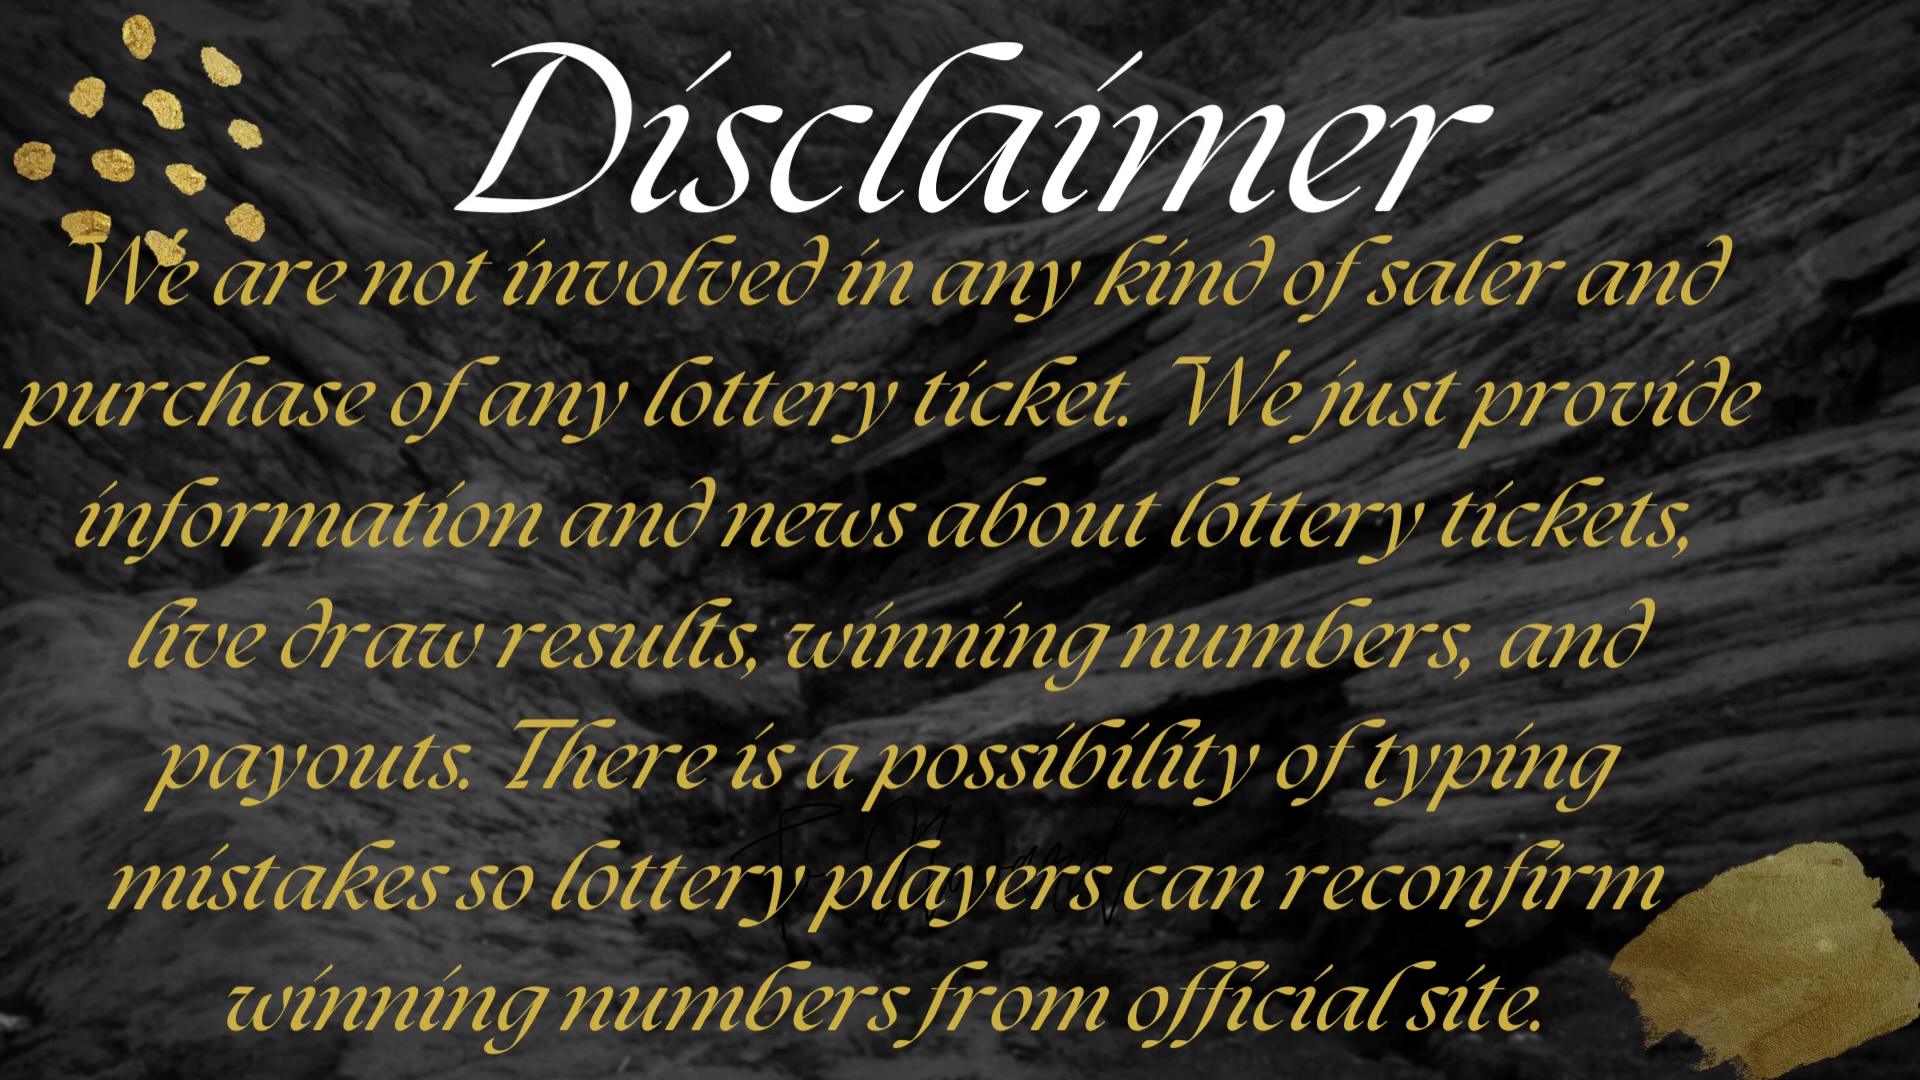 Disclaimer
We are not involved in any kind of saler and
purchase of any lottery ticket. We just provide
information and news about lottery tickets,
live draw results, winning numbers, and
payouts. There is a possibility of typing
mistakes so lottery players can reconfirm
winning numbers from official site.